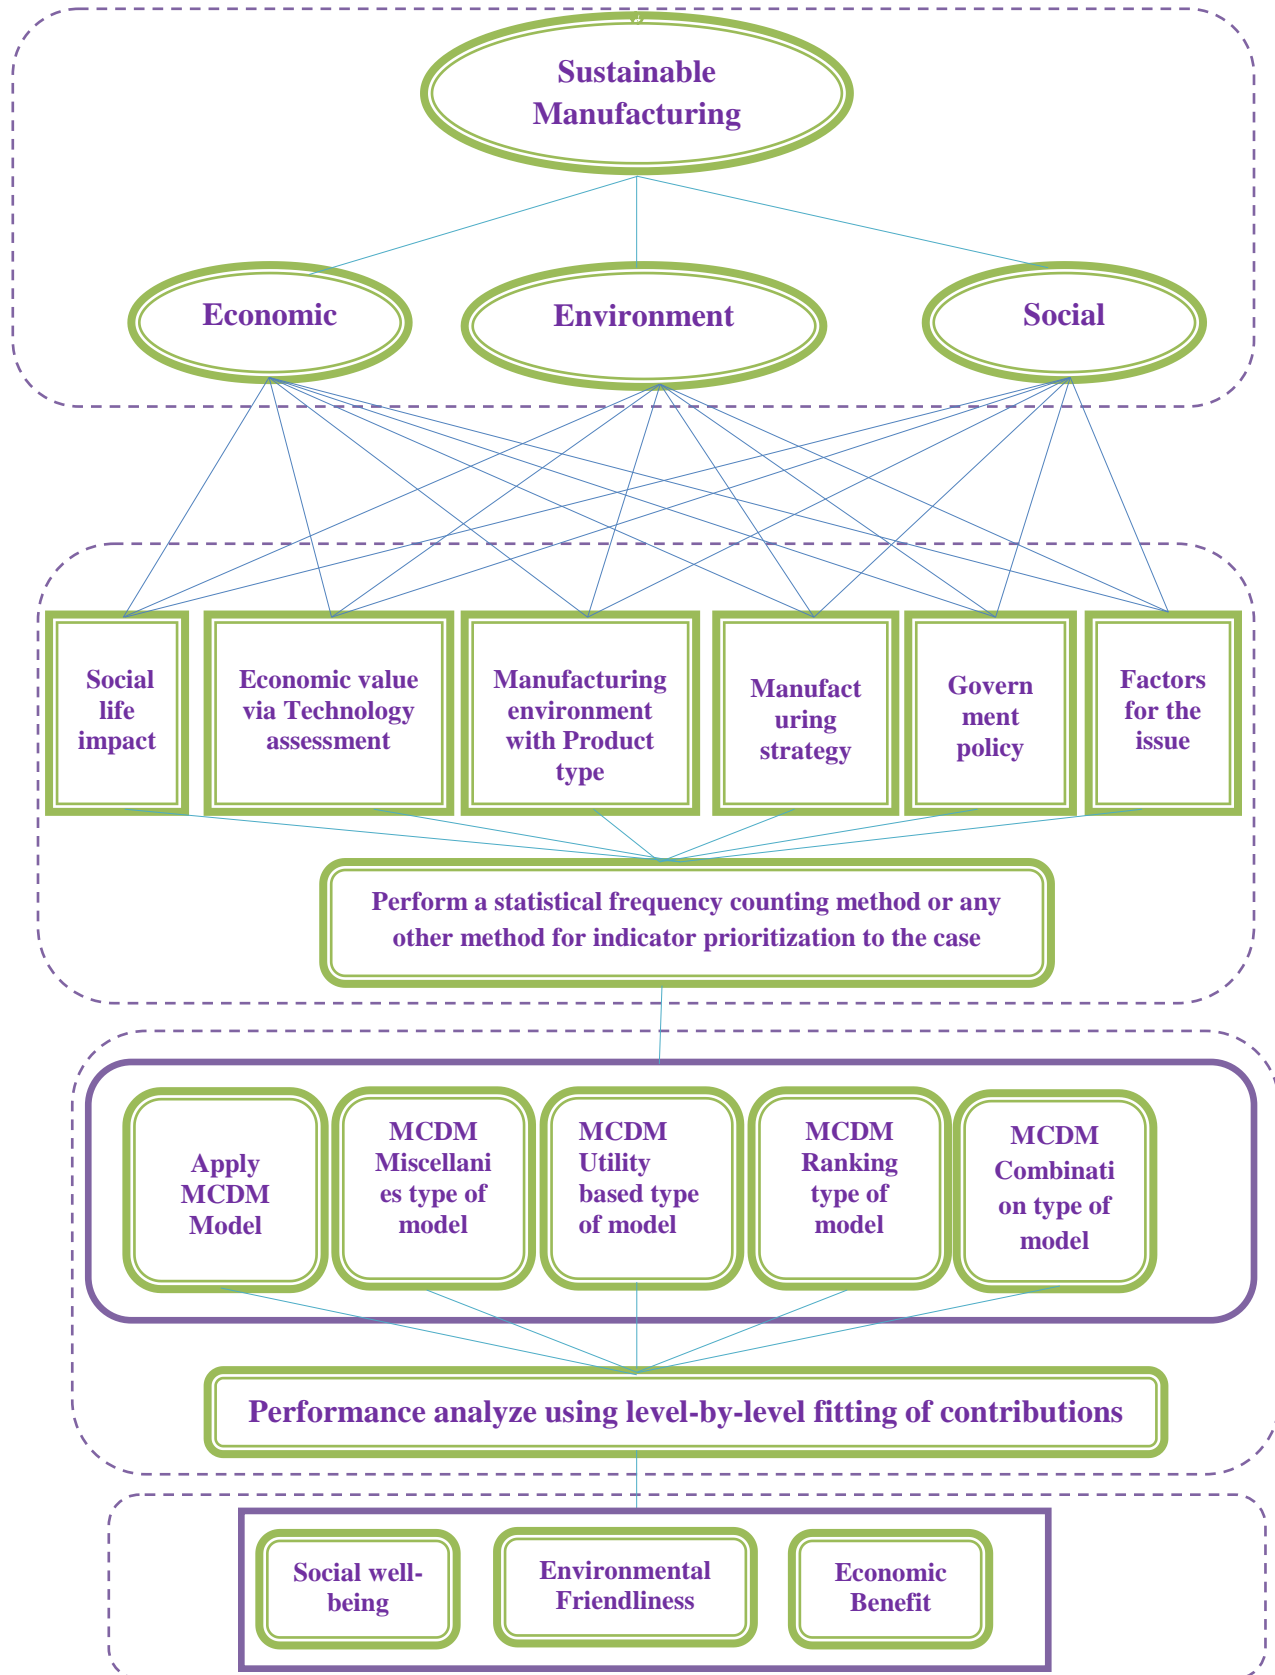 Sustainable
Manufacturing
Economic
Environment
Social
Social
life
impact
Economic value
via Technology
assessment
Manufacturing
environment
with Product
type
Manufact
uring
strategy
Govern
ment
policy
Factors
for the
issue
Perform a statistical frequency counting method or any
other method for indicator prioritization to the case
Apply
MCDM
Model
MCDM
Miscellani
es type of
model
MCDM
Utility
based type
of model
MCDM
Ranking
type of
model
MCDM
Combinati
on type of
model
Performance analyze using level-by-level fitting of contributions
Social well-
being
Environmental
Friendliness
Economic
Benefit